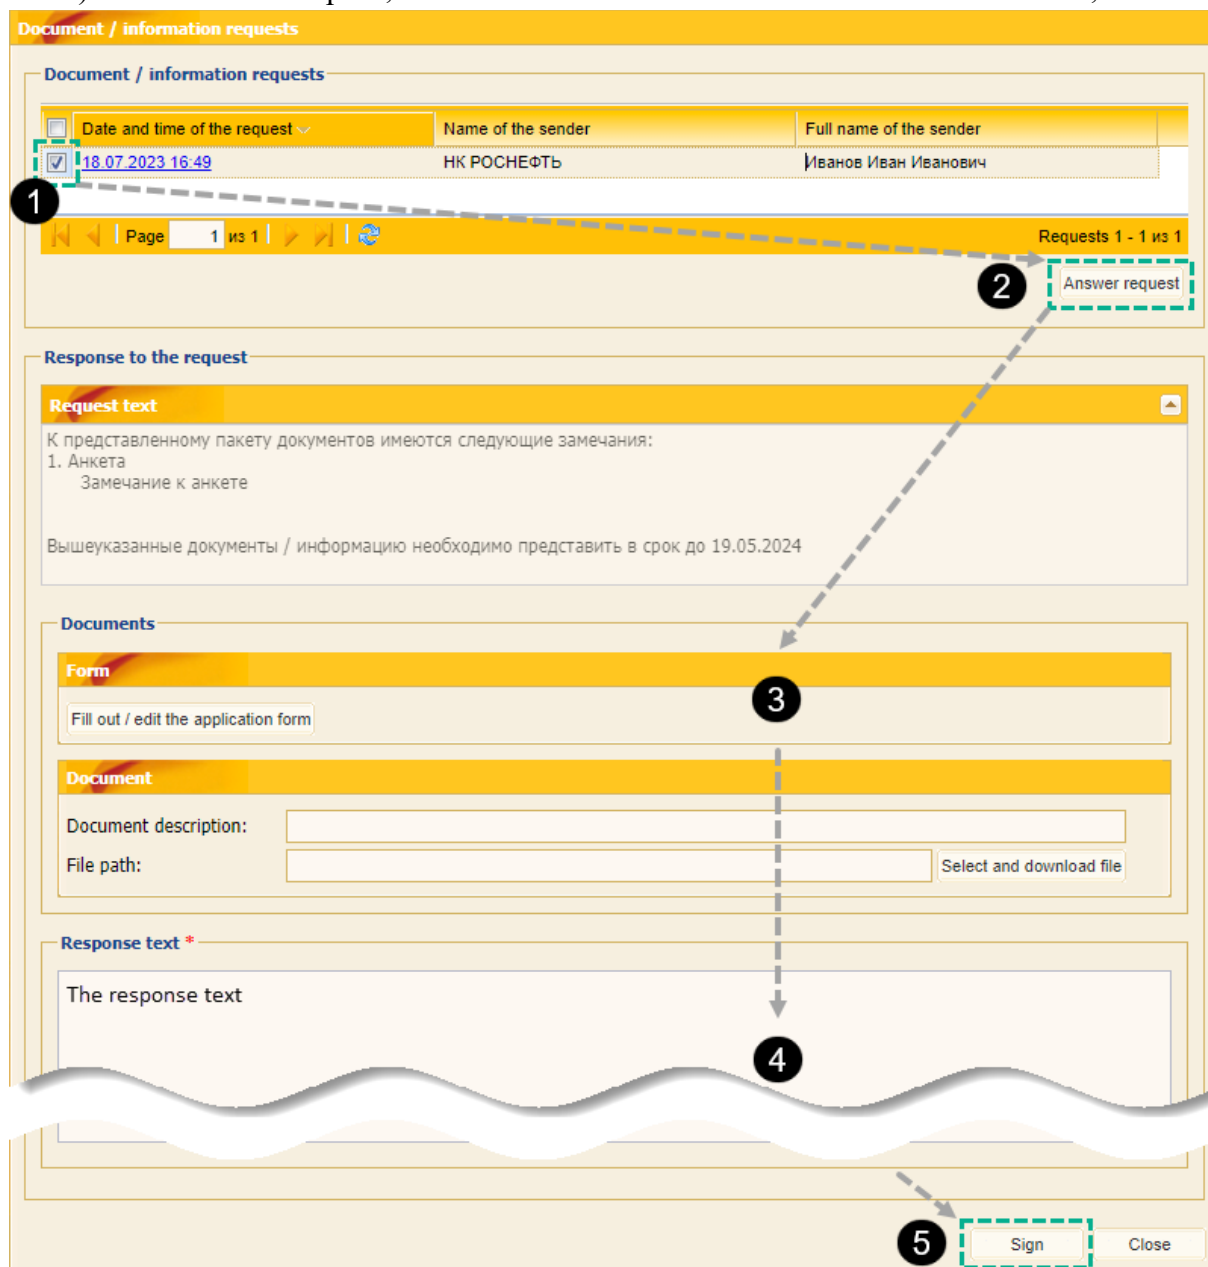 Document / information requests
Document / information requests
Date and time of the request Name of the sender Full name of the sender
18.07.2023 16:49 НК РОСНЕФТЬ Иванов Иван Иванович
1
Page 1 из 1 Requests 1 - 1 из 1
2 Answer request
Response to the request
Request text
К представленному пакету документов имеются следующие замечания:
1. Анкета
Замечание к анкете
Вышеуказанные документы / информацию необходимо представить в срок до 19.05.2024
Documents
Form
3
Fill out / edit the application form
Document
Document description:
File path: Select and download file
Response text *
The response text
4
5 Sign Close